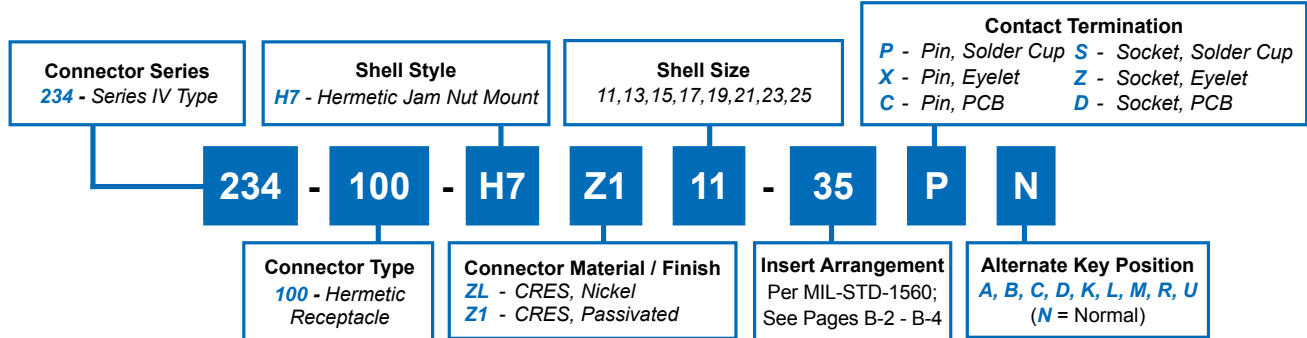 Connector Series
234 - Series IV Type
Shell Style
H7 - Hermetic Jam Nut Mount
Shell Size
11,13,15,17,19,21,23,25
Contact Termination
P - Pin, Solder Cup S - Socket, Solder Cup
X - Pin, Eyelet Z - Socket, Eyelet
C - Pin, PCB D - Socket, PCB
234 - 100 - H7 Z1 11 - 35 P N
Connector Type
100 - Hermetic
Receptacle
Connector Material / Finish
ZL - CRES, Nickel
Z1 - CRES, Passivated
Insert Arrangement
Per MIL-STD-1560;
See Pages B-2 - B-4
Alternate Key Position
A, B, C, D, K, L, M, R, U
(N = Normal)